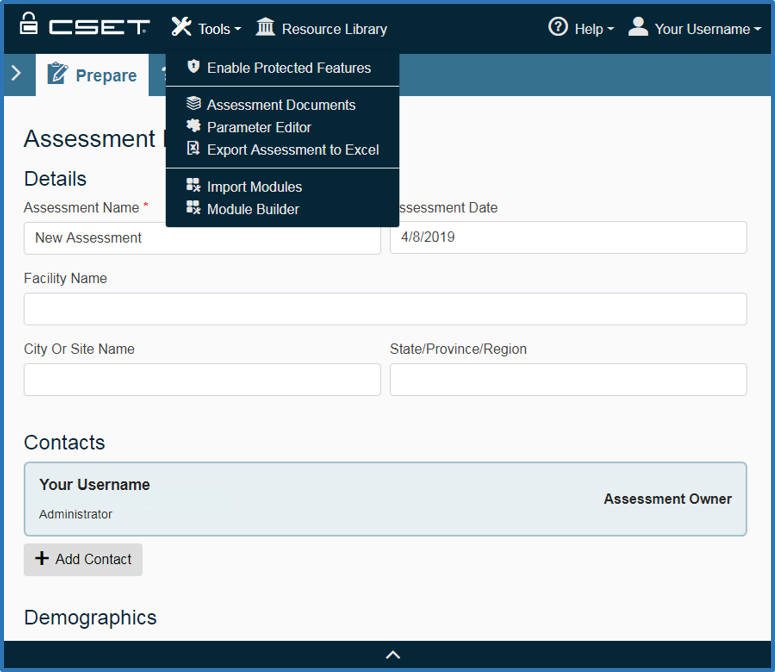 CSET Tools Resource Library Help Your Username
Prepare
Enable Protected Features
Assessment Documents
Parameter Editor
Export Assessment to Excel
Import Modules
Module Builder
Assessment
Details
Assessment Name * ssessment Date
New Assessment 4/8/2019
Facility Name
City Or Site Name State/Province/Region
Contacts
Your Username
Administrator
Assessment Owner
+ Add Contact
Demographics